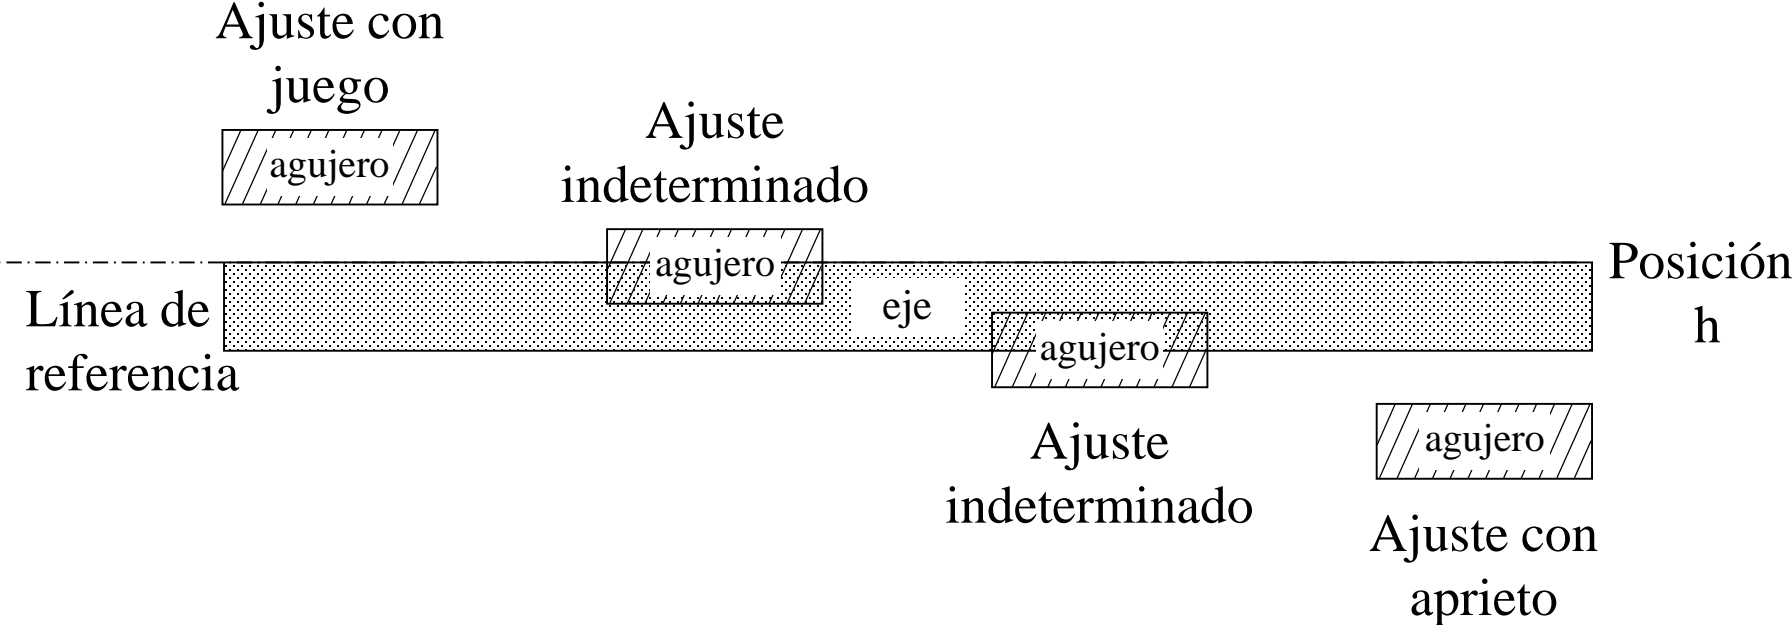 Ajuste con
juego
agujero
Ajuste
indeterminado
agujero
Línea de
referencia
eje
Posición
h
agujero
Ajuste
indeterminado
agujero
Ajuste con
aprieto